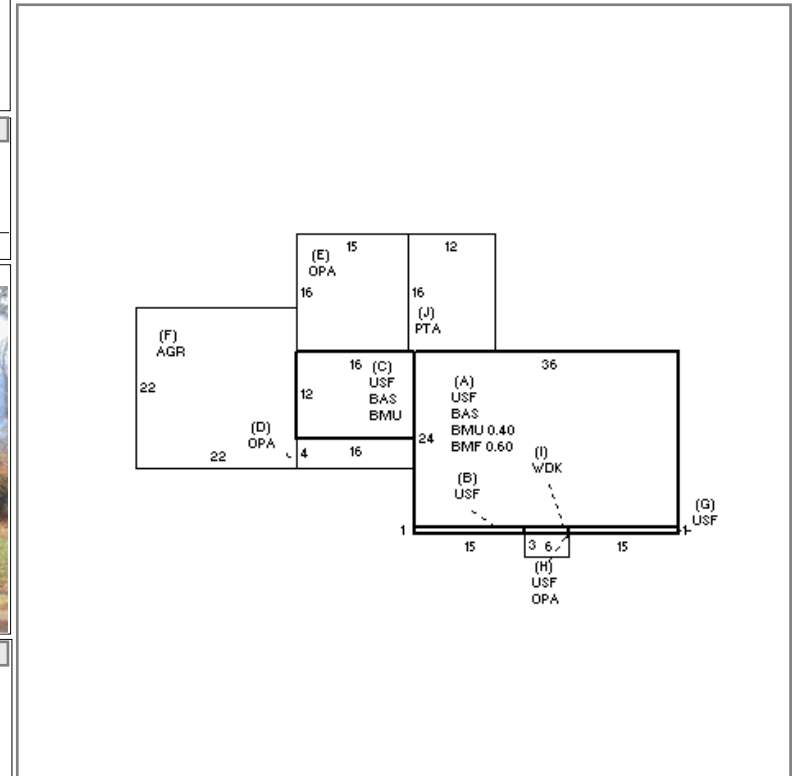 15
12
(E)
OPA
16
16
(J)
PTA
(F)
AGR
22
22
16
(C)
USF
BAS
BMU
12
36
(A)
USF
BAS
BMU 0.40
BMF 0.60
24
(D)
OPA
4
16
(I)
WDK
(B)
USF
(G)
USF
1
1
15
3
6
15
(H)
USF
OPA